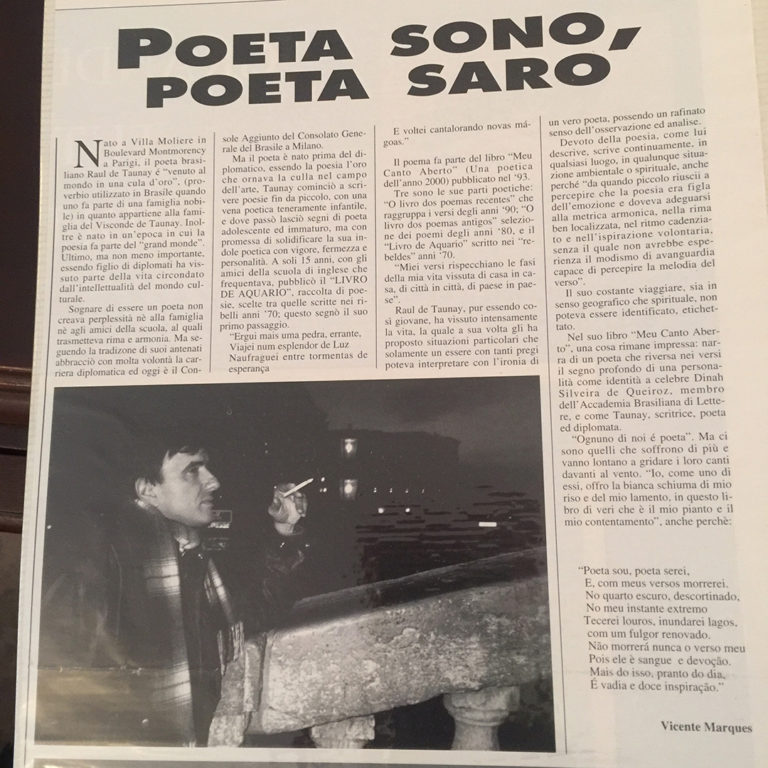 POETA SONO,
POETA SARO
Nato a Villa Moliere in
Boulevard Montmorency
a Parigi, il poeta brasi-
liano Raul de Taunay é "venuto al
mondo in una cula d'oro". (pro-
verbio utilizzato in Brasile quando
uno fa parte di una famiglia nobi-
le) in quanto appartiene alla fami-
glia del Visconde de Taunay. Inol-
tre è nato in un'epoca in cui la
poesia fa parte del "grand monde".
Ultimo, ma non meno importante,
essendo figlio di diplomati ha vis-
suto parte della vita circondato
dall'intellettualità del mondo cul-
turale.
Sognare di essere un poeta non
creava perplessità nè alla famiglia
nè agli amici della scuola, al quali
trasmetteva rima e armonia. Ma se-
guendo la tradizone di suoi antenati
abbracciò con molta volontà la car-
riera diplomatica ed oggi è il Con-
sole Aggiunto del Consolato Gene-
rale del Brasile a Milano.
Ma il poeta è nato prima del di-
plomatico, essendo la poesia l'oro
che ornava la culla nel campo
dell'arte, Taunay cominciò a scri-
vere poesie fin da piccolo, con una
vena poetica teneramente infantile,
e dove passò lasciò segni di poeta
adolescente ed immaturo, ma con
promessa di solidificare la sua in-
dole poetica con vigore, fermezza e
personalità. A soli 15 anni, con gli
amici della scuola di inglese che
frequentava, pubblicò il "LIVRO
DE AQUARIO", raccolta di poe-
sie, scelte tra quelle scritte nei ri-
belli anni '70; questo segnò il suo
primo passaggio.
"Ergui mais uma pedra, errante,
Viajei num esplendor de Luz
Naufraguei entre tormentas de
esperança
E voltei cantalorando novas má-
goas."
Il poema fa parte del libro "Meu
Canto Aberto" (Una poetica
dell'anno 2000) pubblicato nel '93.
Tre sono le sue parti poetiche:
"O livro dos poemas recentes" che
raggruppa i versi degli anni '90; "O
livro dos poemas antigos" selezio-
ne dei poemi degli anni '80, e il
"Livro de Aquario" scritto nei "re-
beldes" anni '70.
"Miei versi rispecchiano le fasi
della mia vita vissuta di casa in ca-
sa, di città in città, di paese in pae-
se".
Raul de Taunay, pur essendo co-
sì giovane, ha vissuto intensamente
la vita, la quale a sua volta gli ha
proposto situazioni particolari che
solamente un essere con tanti pregi
poteva interpretare con l'ironia di
un vero poeta, possendo un rafinato
senso dell'osservazione ed analise.
Devoto della poesia, come lui
descrive, scrive continuamente, in
qualsiasi luogo, in qualunque situa-
zione ambientale o spirituale, anche
perché "da quando piccolo riuscii a
percepire che la poesia era figlia
dell'emozione e doveva adeguarsi
alla metrica armonica, nella rima
ben localizzata, nel ritmo cadenzia-
to e nell'ispirazione volontaria,
senza il quale non avrebbe espe-
rienza il modismo di avanguardia
capace di percepire la melodia del
verso".
Il suo costante viaggiare, sia in
senso geografico che spirituale, non
poteva essere identificato, etichet-
tato.
Nel suo libro "Meu Canto Aber-
to", una cosa rimane impressa: nar-
ra di un poeta che riversa nei versi
il segno profondo di una persona-
lità come identità a celebre Dinah
Silveira de Queiroz, membro
dell'Accademia Brasiliana di Lette-
re, e come Taunay, scritrice, poeta
ed diplomata.
"Ognuno di noi é poeta". Ma ci
sono quelli che soffrono di più e
vanno lontano a gridare i loro canti
davanti al vento. "Io, come uno di
essi, offro la bianca schiuma di mio
riso e del mio lamento, in questo li-
bro di veri che è il mio pianto e il
mio contentamento", anche perchè:
"Poeta sou, poeta serei,
E, com meus versos morrerei.
No quarto escuro, descortinado,
No meu instante extremo
Tecerei louros, inundarei lagos,
com um fulgor renovado.
Não morrerá nunca o verso meu
Pois ele é sangue e devoção.
Mais do isso, pranto do dia,
É vadia e doce inspiração."
Vicente Marques